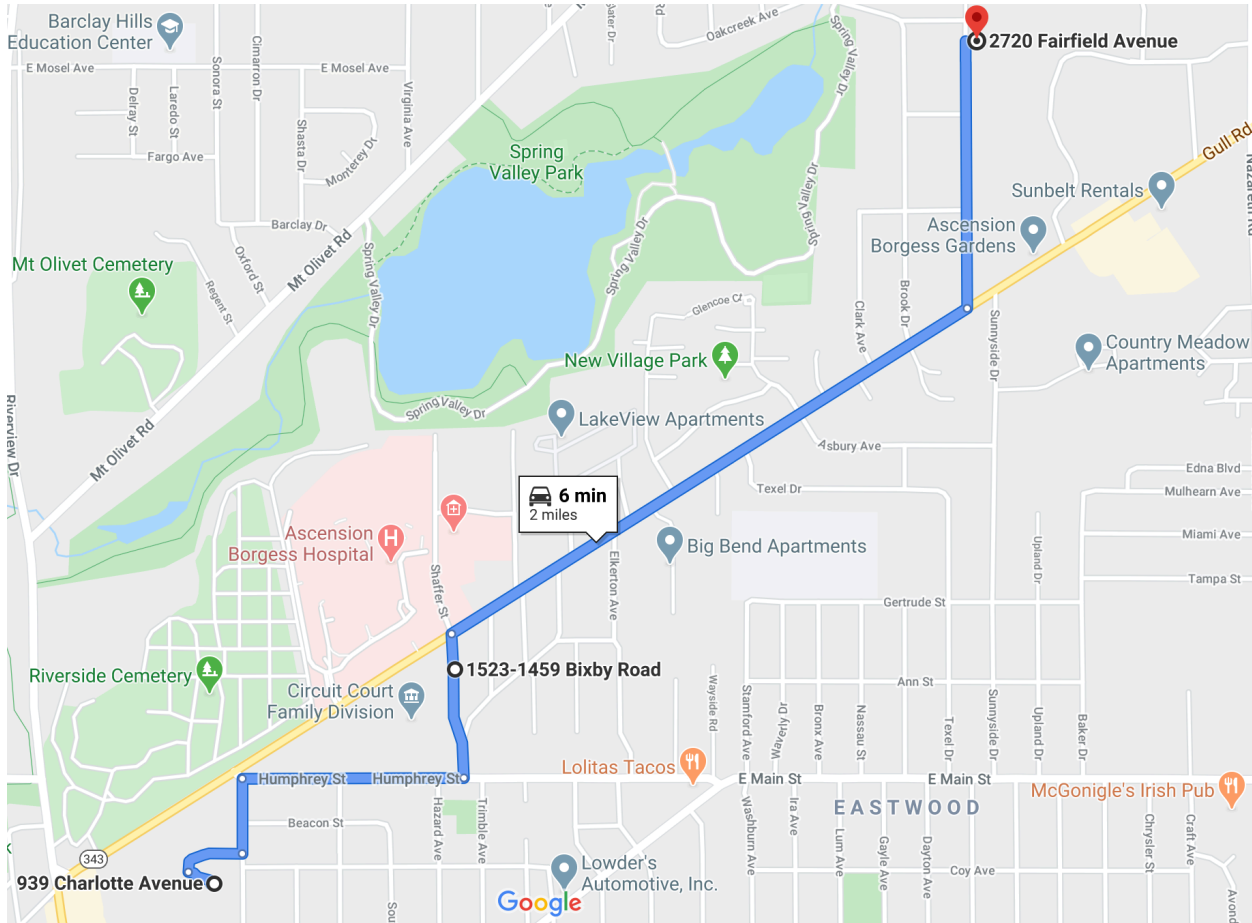 Barclay Hills
Education Center
Oakcreek Ave
2720 Fairfield Avenue
E Mosel Ave
E Mosel Ave
Sonora St
Cimarron Dr
Delray St
Laredo St
Shasta Dr
Virginia Ave
Spring Valley Dr
Gull Rd
Fargo Ave
Monterey Dr
Spring
Valley Park
Nazareth Rd
Sunbelt Rentals
Spring Valley Dr
Barclay Dr
Ascension
Borgess Gardens
Mt Olivet Rd
Oxford St
Mt Olivet Cemetery
Spring Valley Dr
Spring Valley Dr
Regent St
Glencoe Ct
Clark Ave
Brook Dr
Sunnyside Dr
New Village Park
Country Meadow
Apartments
Riverview Dr
Spring Valley Dr
LakeView Apartments
Mt Olivet Rd
Asbury Ave
Edna Blvd
Texel Dr
Mulhearn Ave
6 min
2 miles
Ascension
Borgess Hospital
Big Bend Apartments
Miami Ave
Upland Dr
Shaffer St
Elkerton Ave
Tampa St
Gertrude St
1523-1459 Bixby Road
Riverside Cemetery
Ann St
Circuit Court
Family Division
Wayside Rd
Stamford Ave
Waverly Dr
Bronx Ave
Nassau St
Texel Dr
Sunnyside Dr
Upland Dr
Baker Dr
Lolitas Tacos
Humphrey St
Humphrey St
E Main St
E Main St
McGonigle's Irish Pub
EASTWOOD
Beacon St
Hazard Ave
Trimble Ave
Washburn Ave
Ira Ave
Lum Ave
Gayle Ave
Dayton Ave
Chrysler St
Craft Ave
343
Lowder's
Automotive, Inc.
Coy Ave
939 Charlotte Avenue
Google